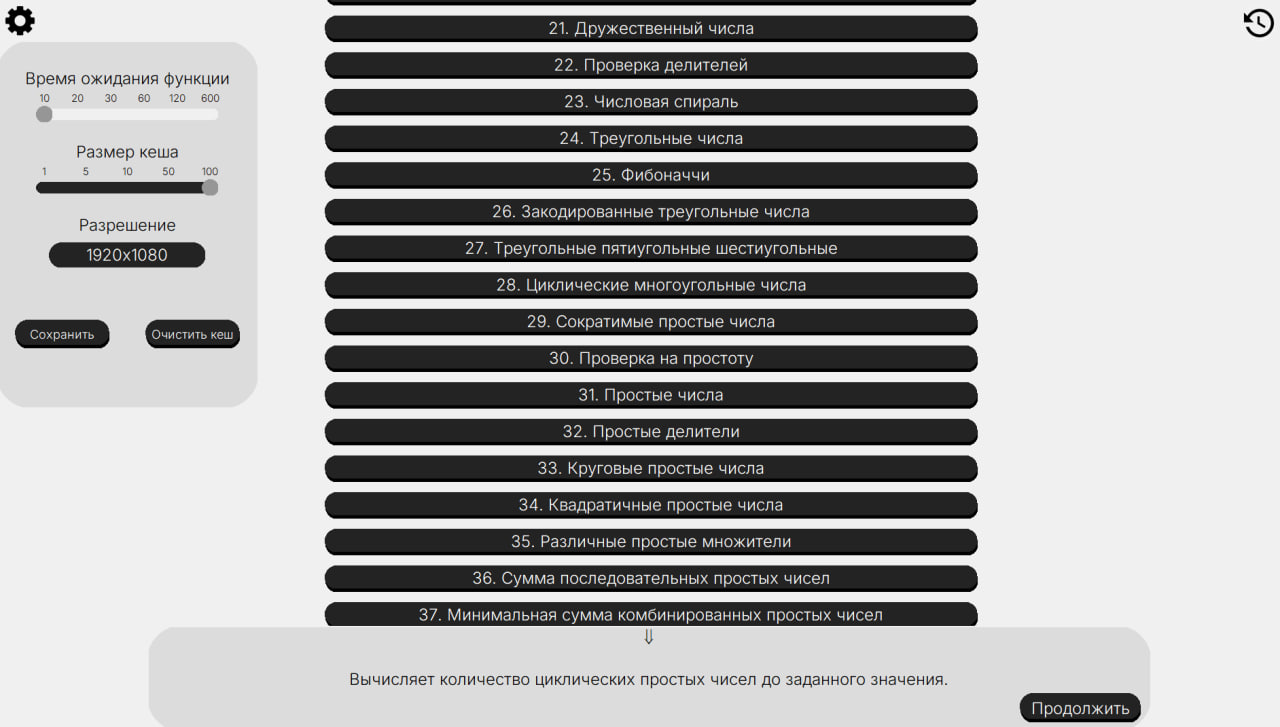 Время ожидания функции
10 20 30 60 120 600
Размер кеша
1 5 10 50 100
Разрешение
1920x1080
Сохранить Очистить кеш
21. Дружественный числа
22. Проверка делителей
23. Числовая спираль
24. Треугольные числа
25. Фибоначчи
26. Закодированные треугольные числа
27. Треугольные пятиугольные шестиугольные
28. Циклические многоугольные числа
29. Сократимые простые числа
30. Проверка на простоту
31. Простые числа
32. Простые делители
33. Круговые простые числа
34. Квадратичные простые числа
35. Различные простые множители
36. Сумма последовательных простых чисел
37. Минимальная сумма комбинированных простых чисел
⇓
Вычисляет количество циклических простых чисел до заданного значения.
Продолжить